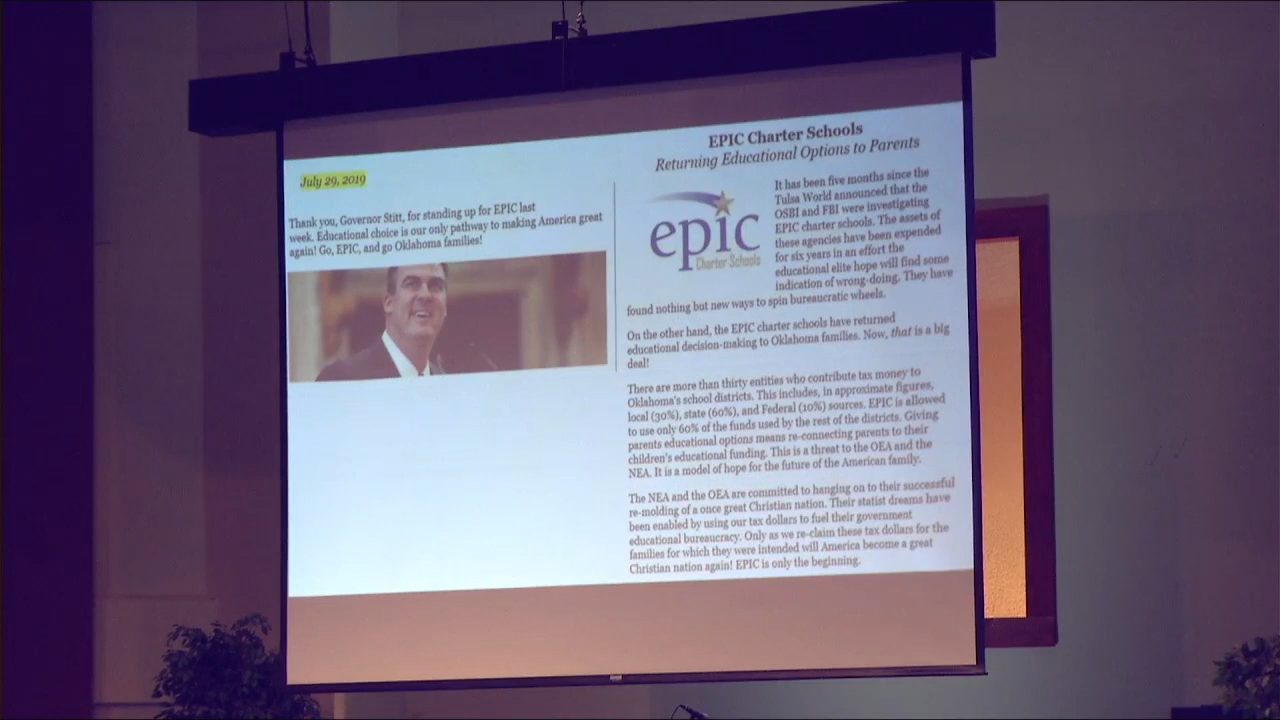 July 29, 2019
Thank you, Governor Stitt, for standing up for EPIC last
week. Educational choice is our only pathway to making America great
again! Go, EPIC, and go Oklahoma families!
EPIC Charter Schools
Returning Educational Options to Parents
epic
Charter Schools
It has been five months since the
Tulsa World announced that the
OSBI and FBI were investigating
EPIC charter schools. The assets of
these agencies have been expended
for six years in an effort the
educational elite hope will find some
indication of wrong-doing. They have
found nothing but new ways to spin bureaucratic wheels.
On the other hand, the EPIC charter schools have returned
educational decision-making to Oklahoma families. Now, that is a big
deal!
There are more than thirty entities who contribute tax money to
Oklahoma's school districts. This includes, in approximate figures,
local (30%), state (60%), and Federal (10%) sources. EPIC is allowed
to use only 60% of the funds used by the rest of the districts. Giving
parents educational options means re-connecting parents to their
children's educational funding. This is a threat to the OEA and the
NEA. It is a model of hope for the future of the American family.
The NEA and the OEA are committed to hanging on to their successful
re-molding of a once great Christian nation. Their statist dreams have
been enabled by using our tax dollars to fuel their government
educational bureaucracy. Only as we re-claim these tax dollars for the
families for which they were intended will America become a great
Christian nation again! EPIC is only the beginning.